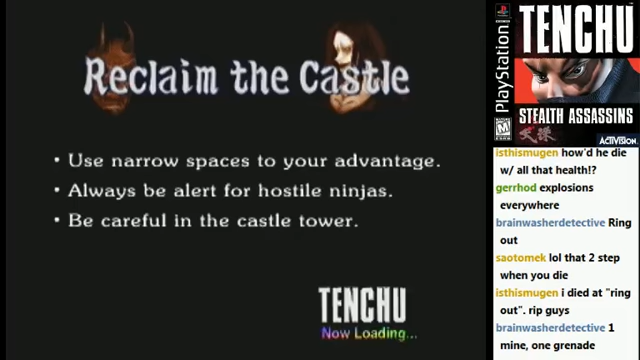 Reclaim the Castle
• Use narrow spaces to your advantage.
• Always be alert for hostile ninjas.
• Be careful in the castle tower.
TENCHU
Now Loading...
PlayStation
TENCHU
STEALTH ASSASSINS
ACTIVISION
isthismugen how'd he die
w/ all that health!?
gerrhod explosions
everywhere
brainwasherdetective Ring
out
saotomek lol that 2 step
when you die
isthismugen i died at "ring
out". rip guys
brainwasherdetective 1
mine, one grenade